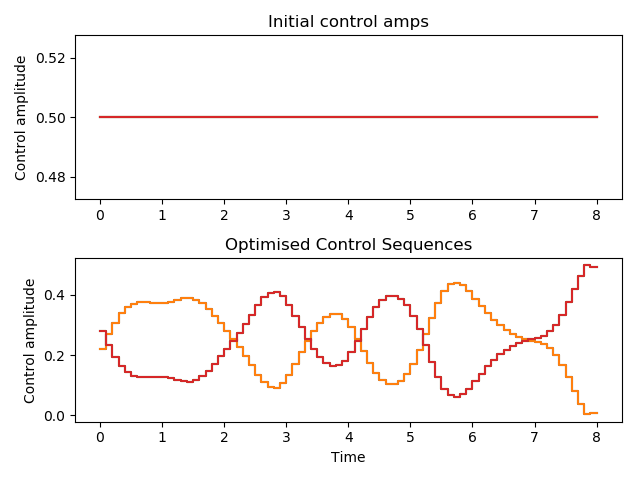 Initial control amps
Control amplitude
0.52
0.50
0.48
0 1 2 3 4 5 6 7 8
Optimised Control Sequences
Control amplitude
0.4
0.2
0.0
0 1 2 3 4 5 6 7 8
Time